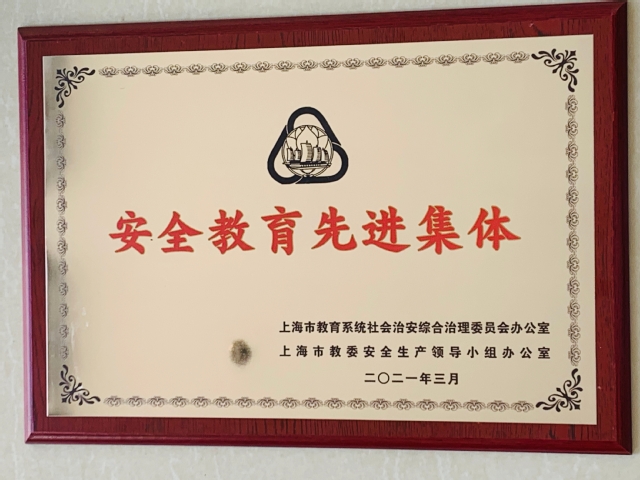 安全教育先进集体
上海市教育系统社会治安综合治理委员会办公室
上海市教委安全生产领导小组办公室
二〇二一年三月